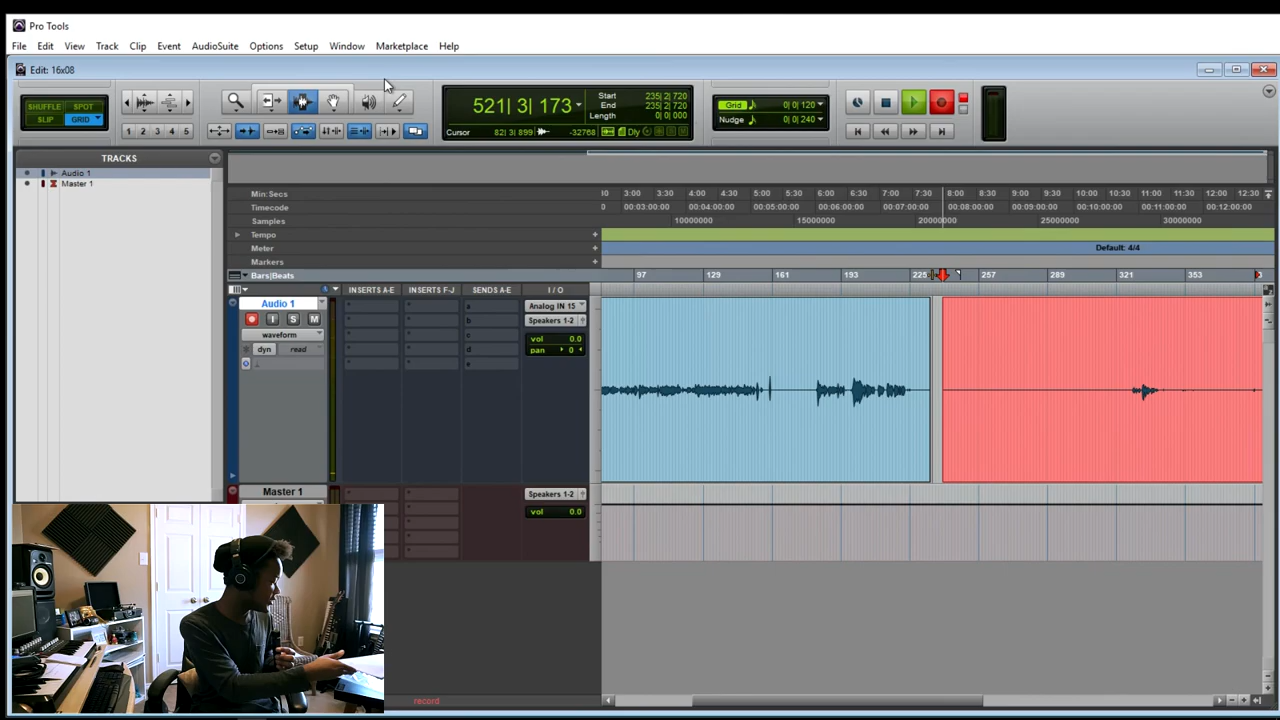 Pro Tools
File Edit View Track Clip Event AudioSuite Options Setup Window Marketplace Help
Edit: 16x08
SHUFFLE SPOT
SLIP GRID
1 2 3 4 5
521| 3| 173
Start 235| 2| 720
End 235| 2| 720
Length 0| 0| 000
Cursor 82| 3| 899 -32768 Dly
Grid 0| 0| 120
Nudge 0| 0| 240
TRACKS
Audio 1
Master 1
Min:Secs 3:00 3:30 4:00 4:30 5:00 5:30 6:00 6:30 7:00 7:30 8:00 8:30 9:00 9:30 10:00 10:30 11:00 11:30 12:00 12:30
Timecode 0 00:03:00:00 00:04:00:00 00:05:00:00 00:06:00:00 00:07:00:00 00:08:00:00 00:09:00:00 00:10:00:00 00:11:00:00 00:12:00:00
Samples 10000000 15000000 20000000 25000000 30000000
Tempo
Meter Default: 4/4
Markers
Bars|Beats 97 129 161 193 225 257 289 321 353
INSERTS A-E INSERTS F-J SENDS A-E I / O
Audio 1
I S M
waveform
dyn read
a
b
c
d
e
Analog IN 15
Speakers 1-2
vol 0.0
pan 0
Master 1
Speakers 1-2
vol 0.0
record